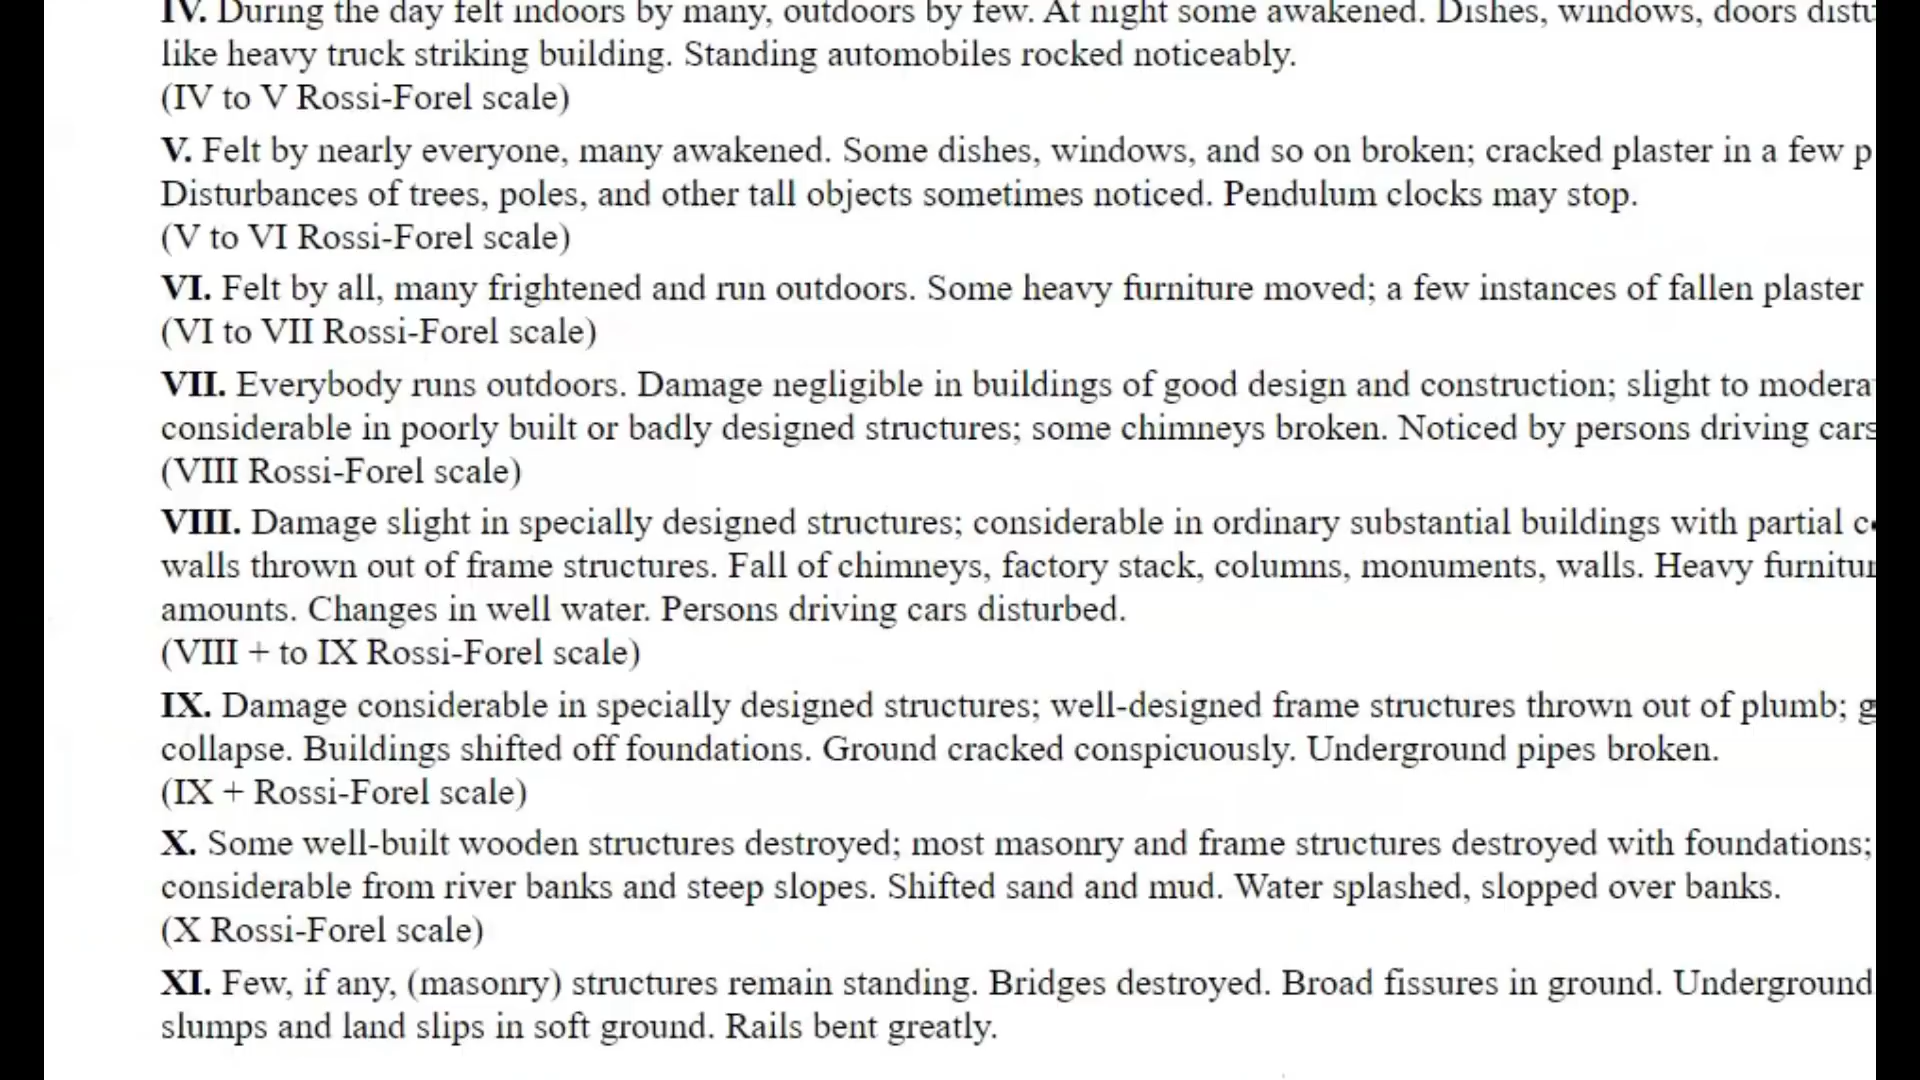 IV. During the day felt indoors by many, outdoors by few. At night some awakened. Dishes, windows, doors
like heavy truck striking building. Standing automobiles rocked noticeably.
(IV to V Rossi-Forel scale)
V. Felt by nearly everyone, many awakened. Some dishes, windows, and so on broken; cracked plaster in a few
Disturbances of trees, poles, and other tall objects sometimes noticed. Pendulum clocks may stop.
(V to VI Rossi-Forel scale)
VI. Felt by all, many frightened and run outdoors. Some heavy furniture moved; a few instances of fallen plaster
(VI to VII Rossi-Forel scale)
VII. Everybody runs outdoors. Damage negligible in buildings of good design and construction; slight to
considerable in poorly built or badly designed structures; some chimneys broken. Noticed by persons driving cars
(VIII Rossi-Forel scale)
VIII. Damage slight in specially designed structures; considerable in ordinary substantial buildings with partial
walls thrown out of frame structures. Fall of chimneys, factory stack, columns, monuments, walls. Heavy
amounts. Changes in well water. Persons driving cars disturbed.
(VIII + to IX Rossi-Forel scale)
IX. Damage considerable in specially designed structures; well-designed frame structures thrown out of plumb;
collapse. Buildings shifted off foundations. Ground cracked conspicuously. Underground pipes broken.
(IX + Rossi-Forel scale)
X. Some well-built wooden structures destroyed; most masonry and frame structures destroyed with foundations;
considerable from river banks and steep slopes. Shifted sand and mud. Water splashed, slopped over banks.
(X Rossi-Forel scale)
XI. Few, if any, (masonry) structures remain standing. Bridges destroyed. Broad fissures in ground. Underground
slumps and land slips in soft ground. Rails bent greatly.